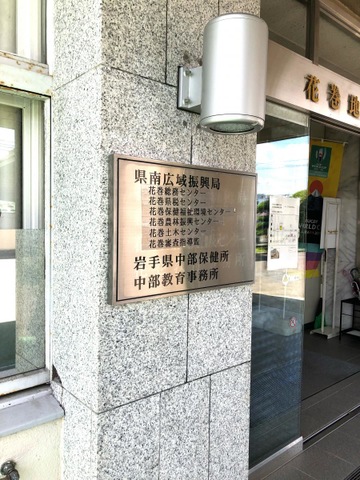 花巻地
県南広域振興局
花巻総務センター
花巻県税センター
花巻保健福祉環境センター
花巻農林振興センター
花巻土木センター
花巻審査指導監
岩手県中部保健所
中部教育事務所